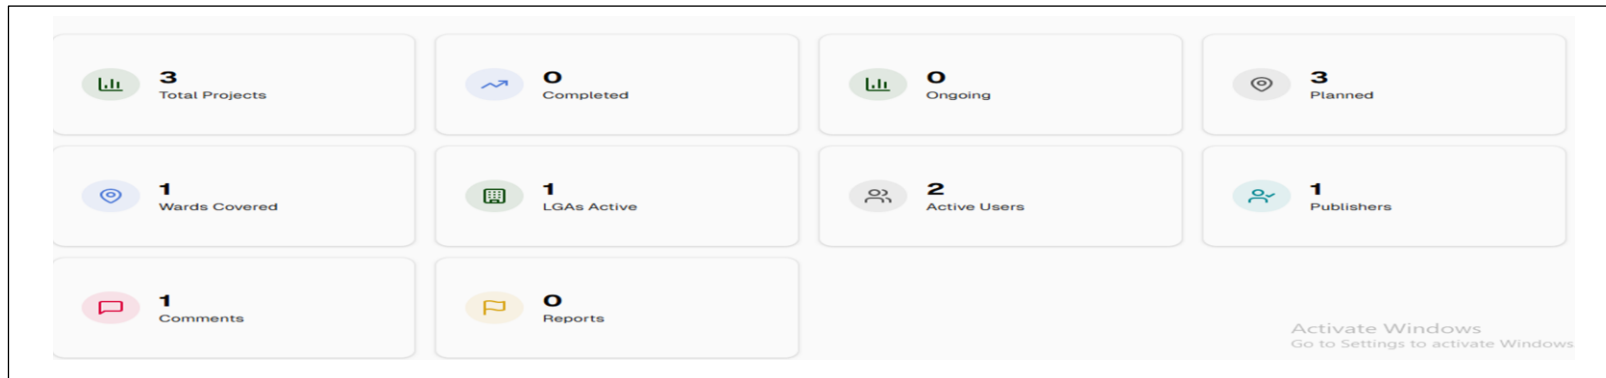 3
Total Projects
0
Completed
0
Ongoing
3
Planned
1
Wards Covered
1
LGAs Active
2
Active Users
1
Publishers
1
Comments
0
Reports
Activate Windows
Go to Settings to activate Windows